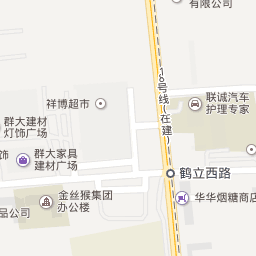 有限公司
18号线(在建)
祥博超市
联诚汽车
护理专家
群大建材
灯饰广场
饰
群大家具
建材广场
鹤立西路
金丝猴集团
办公楼
华华烟糖商店
品公司